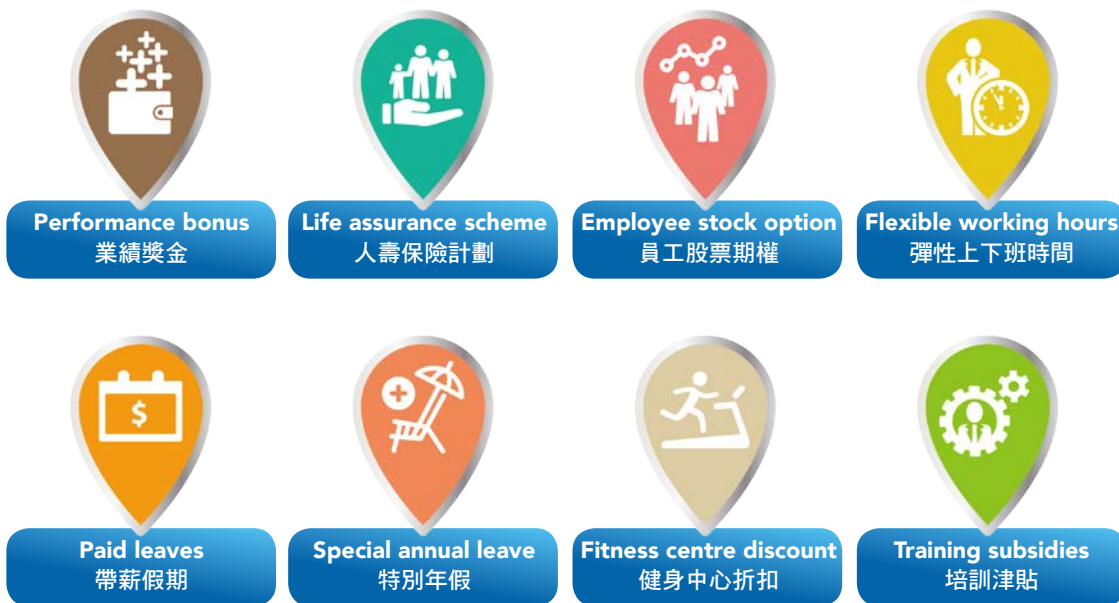 Performance bonus
業績獎金
Life assurance scheme
人壽保險計劃
Employee stock option
員工股票期權
Flexible working hours
彈性上下班時間
$
Paid leaves
帶薪假期
Special annual leave
特別年假
Fitness centre discount
健身中心折扣
Training subsidies
培訓津貼